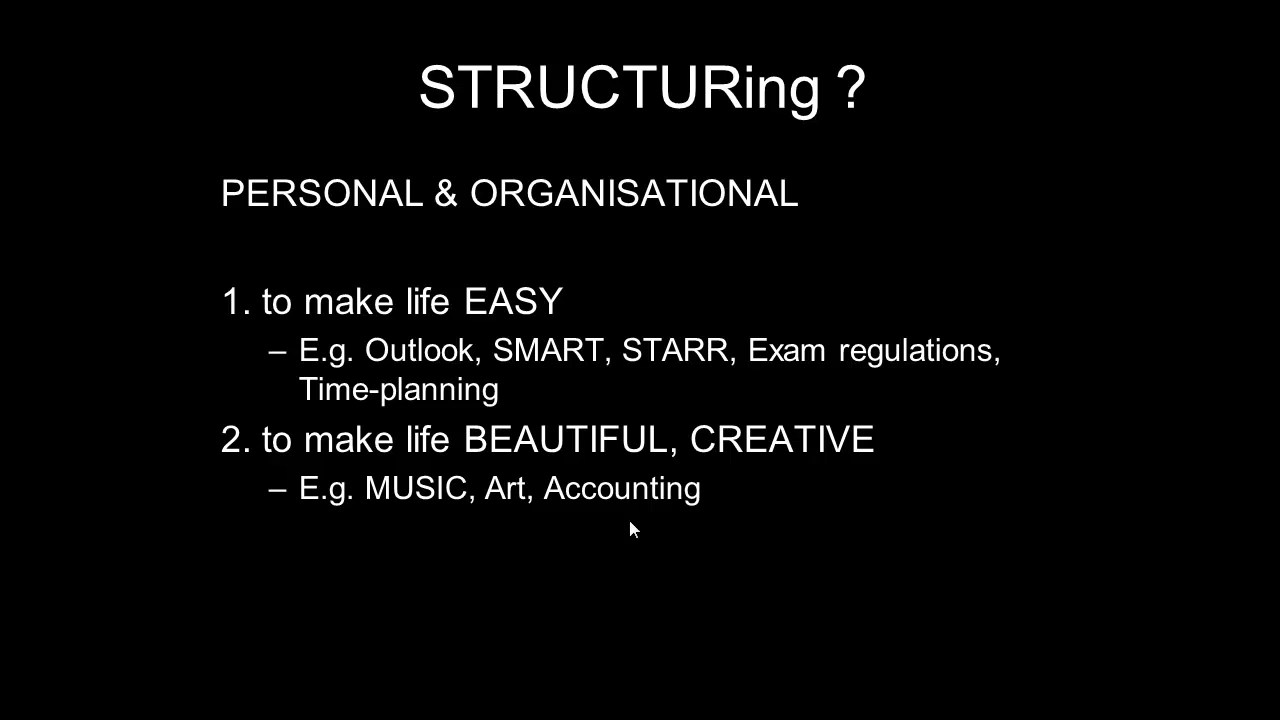 STRUCTURing ?
PERSONAL & ORGANISATIONAL
1. to make life EASY
– E.g. Outlook, SMART, STARR, Exam regulations,
Time-planning
2. to make life BEAUTIFUL, CREATIVE
– E.g. MUSIC, Art, Accounting